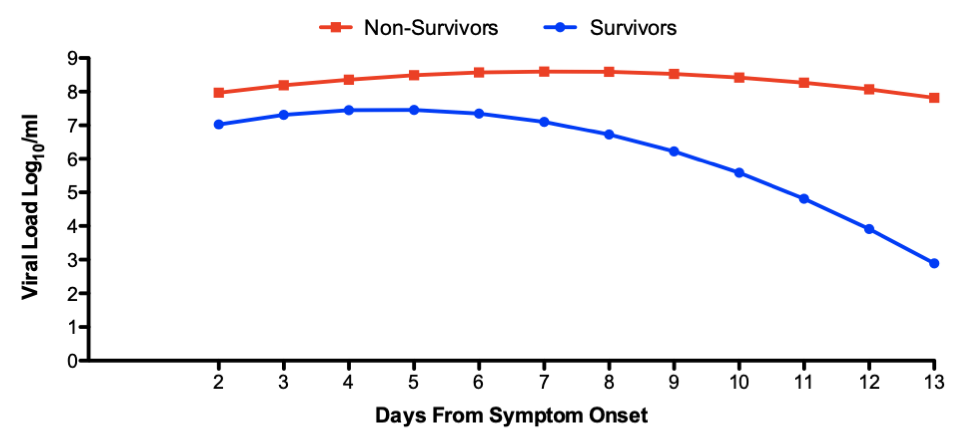 Non-Survivors Survivors
9
8
7
6
5
4
3
2
1
0
Viral Load Log10/ml
2 3 4 5 6 7 8 9 10 11 12 13
Days From Symptom Onset